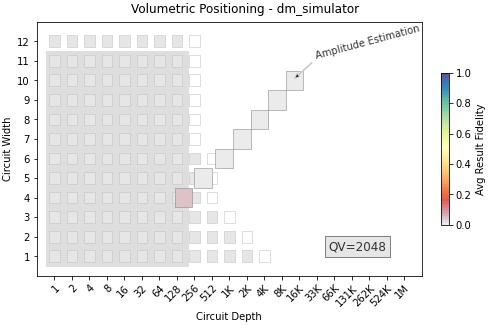 Volumetric Positioning - dm_simulator
Amplitude Estimation
Circuit Width
12
11
10
9
8
7
6
5
4
3
2
1
QV=2048
1 2 4 8 16 32 64 128 256 512 1K 2K 4K 8K 16K 33K 66K 131K 262K 524K 1M
Circuit Depth
1.0
0.8
0.6
0.4
0.2
0.0
Avg Result Fidelity